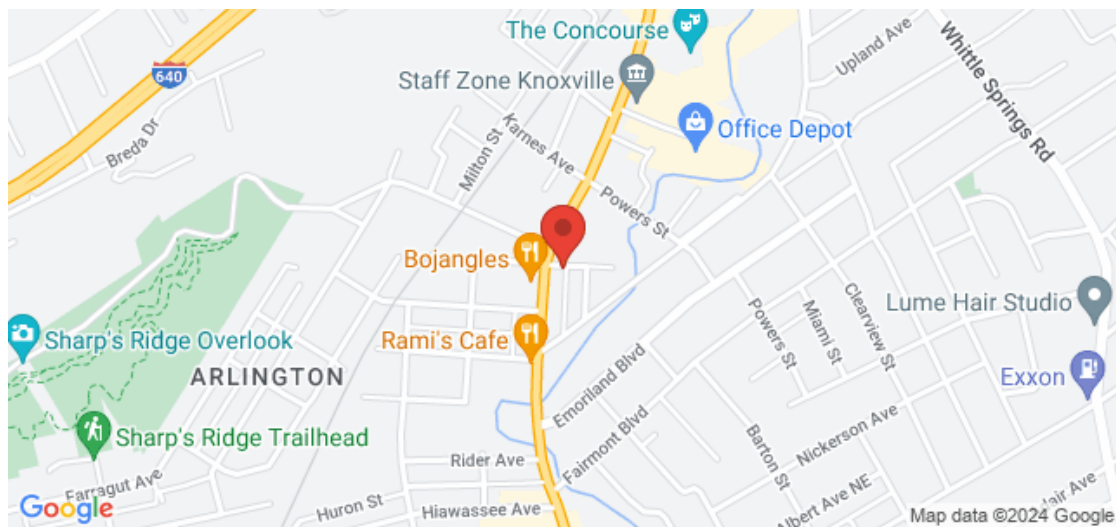 The Concourse
Upland Ave
Whittle Springs Rd
640
Staff Zone Knoxville
Breda Dr
Milton St
Karnes Ave
Office Depot
Powers St
Bojangles
Lume Hair Studio
Sharp's Ridge Overlook
Rami's Cafe
Powers St
Miami St
Clearview St
ARLINGTON
Emoriland Blvd
Exxon
Sharp's Ridge Trailhead
Fairmont Blvd
Barton St
Nickerson Ave
Rider Ave
Farragut Ave
Huron St
Hiawassee Ave
Albert Ave NE
Google
Map data ©2024 Google